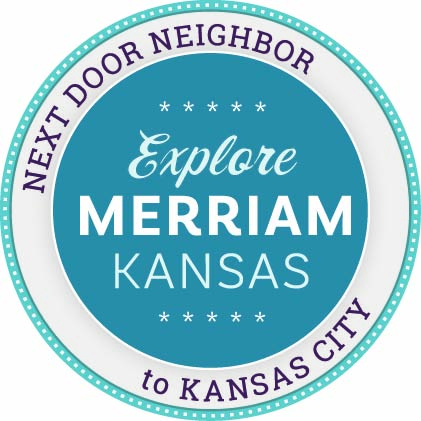 NEXT DOOR NEIGHBOR
* * * * *
Explore
MERRIAM
KANSAS
* * * * *
to KANSAS CITY